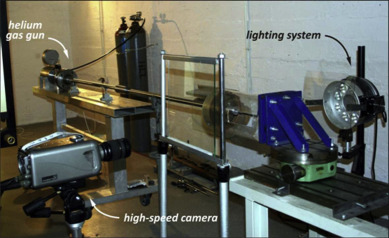 helium
gas gun
lighting system
high-speed camera